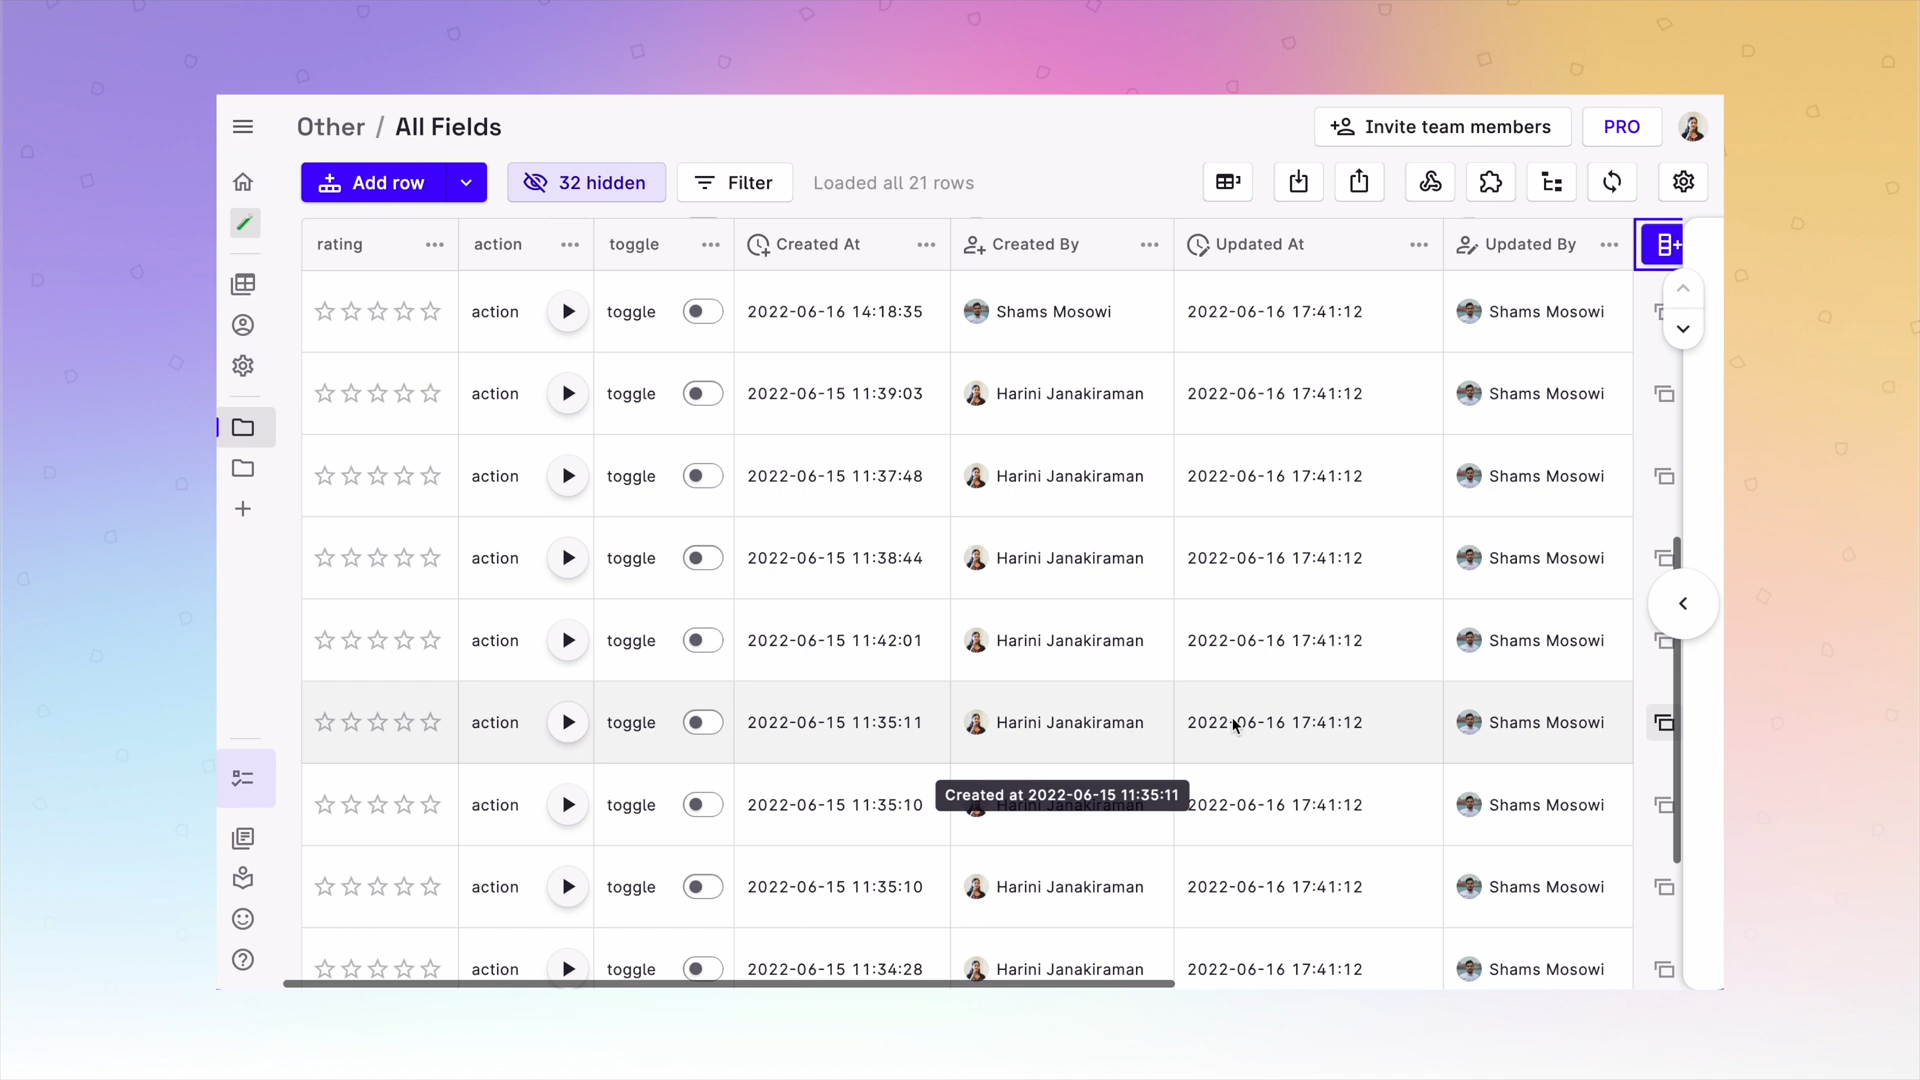 Other / All Fields
Invite team members
PRO
Add row
32 hidden
Filter
Loaded all 21 rows
rating action toggle Created At Created By Updated At Updated By
action toggle 2022-06-16 14:18:35 Shams Mosowi 2022-06-16 17:41:12 Shams Mosowi
action toggle 2022-06-15 11:39:03 Harini Janakiraman 2022-06-16 17:41:12 Shams Mosowi
action toggle 2022-06-15 11:37:48 Harini Janakiraman 2022-06-16 17:41:12 Shams Mosowi
action toggle 2022-06-15 11:38:44 Harini Janakiraman 2022-06-16 17:41:12 Shams Mosowi
action toggle 2022-06-15 11:42:01 Harini Janakiraman 2022-06-16 17:41:12 Shams Mosowi
action toggle 2022-06-15 11:35:11 Harini Janakiraman 2022-06-16 17:41:12 Shams Mosowi
Created at 2022-06-15 11:35:11
action toggle 2022-06-15 11:35:10 Harini Janakiraman 2022-06-16 17:41:12 Shams Mosowi
action toggle 2022-06-15 11:35:10 Harini Janakiraman 2022-06-16 17:41:12 Shams Mosowi
action toggle 2022-06-15 11:34:28 Harini Janakiraman 2022-06-16 17:41:12 Shams Mosowi